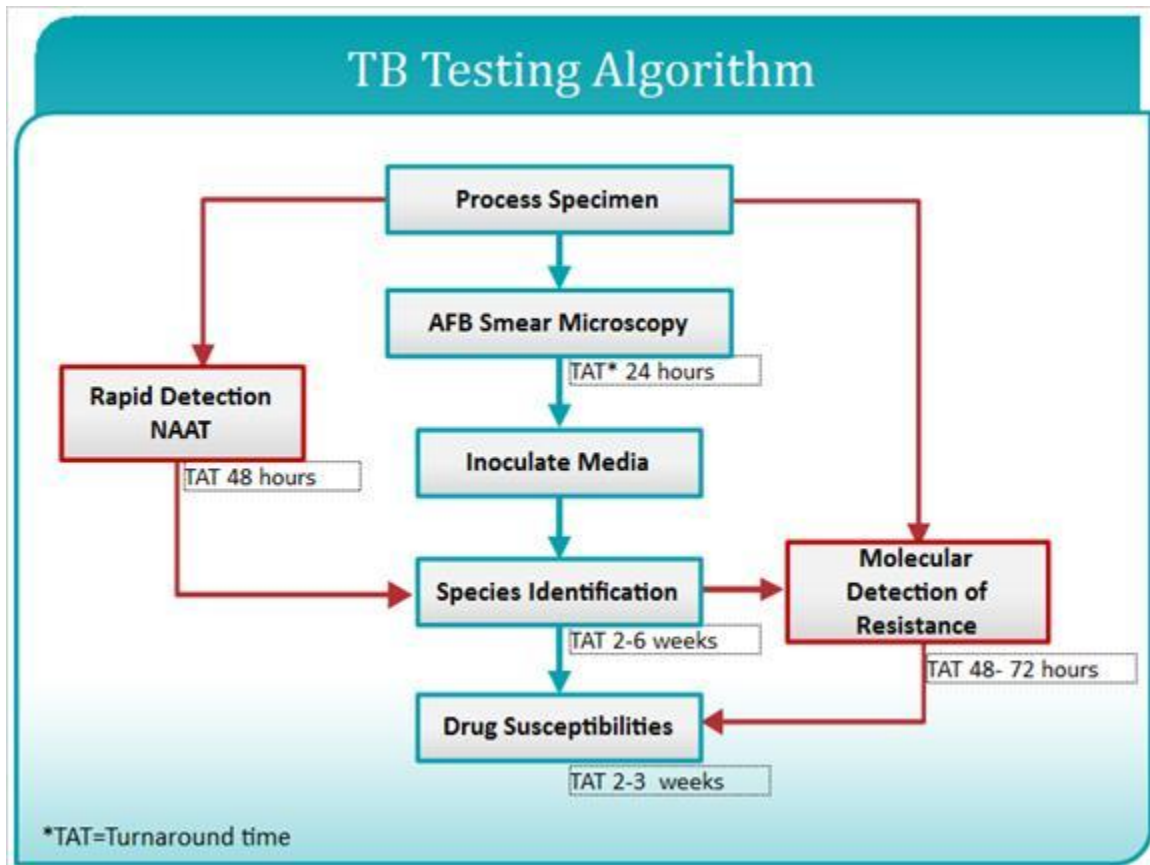 TB Testing Algorithm
Process Specimen
AFB Smear Microscopy
TAT* 24 hours
Rapid Detection
NAAT
TAT 48 hours
Inoculate Media
Species Identification
TAT 2-6 weeks
Molecular
Detection of
Resistance
TAT 48- 72 hours
Drug Susceptibilities
TAT 2-3  weeks
*TAT=Turnaround time